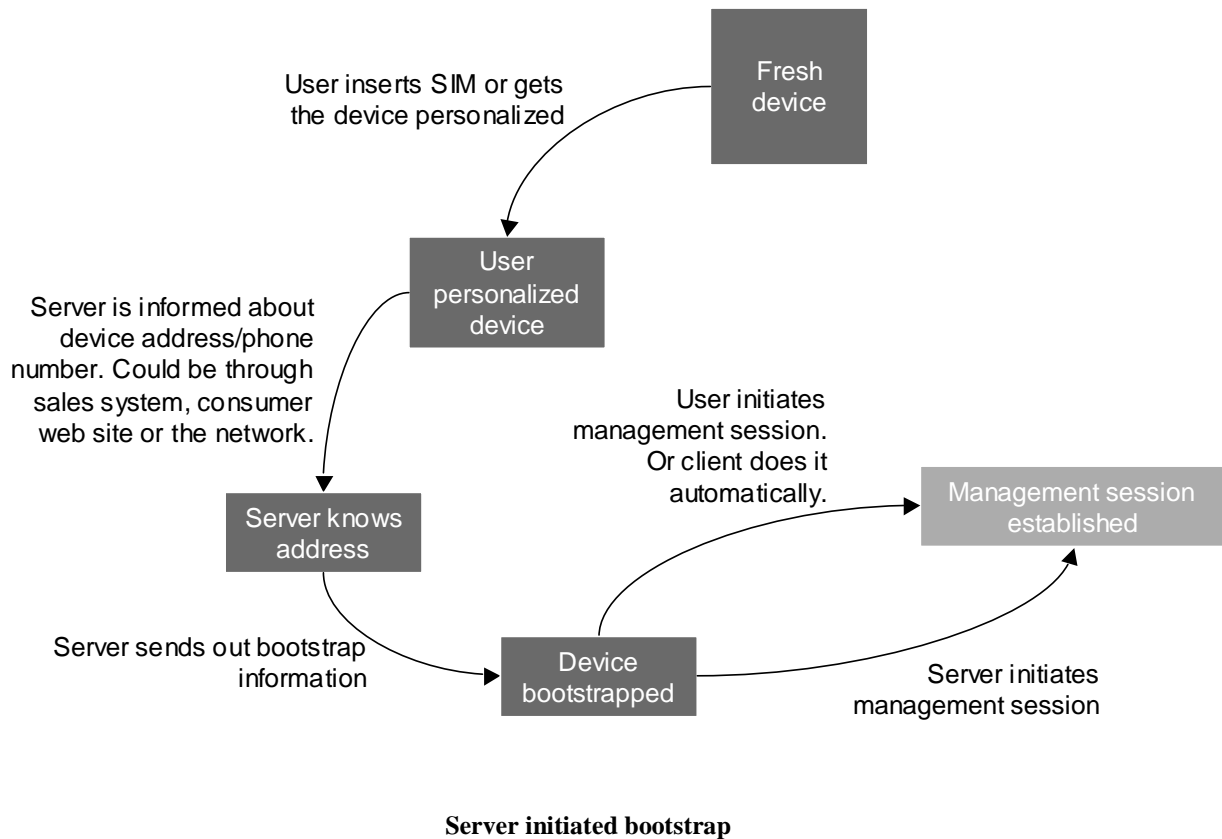 Fresh
device
User inserts SIM or gets
the device personalized
User
personalized
device
Server is informed about
device address/phone
number. Could be through
sales system, consumer
web site or the network.
User initiates
management session.
Or client does it
automatically.
Management session
established
Server knows
address
Server sends out bootstrap
information
Device
bootstrapped
Server initiates
management session
Server initiated bootstrap